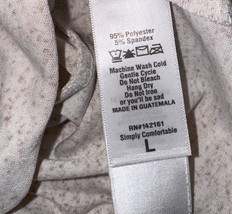 95% Polyester
5% Spandex
Machine Wash Cold
Gentle Cycle
Do Not Bleach
Hang Dry
Do Not Iron
or you'll be sad
MADE IN GUATEMALA
RN#142161
Simply Comfortable
L